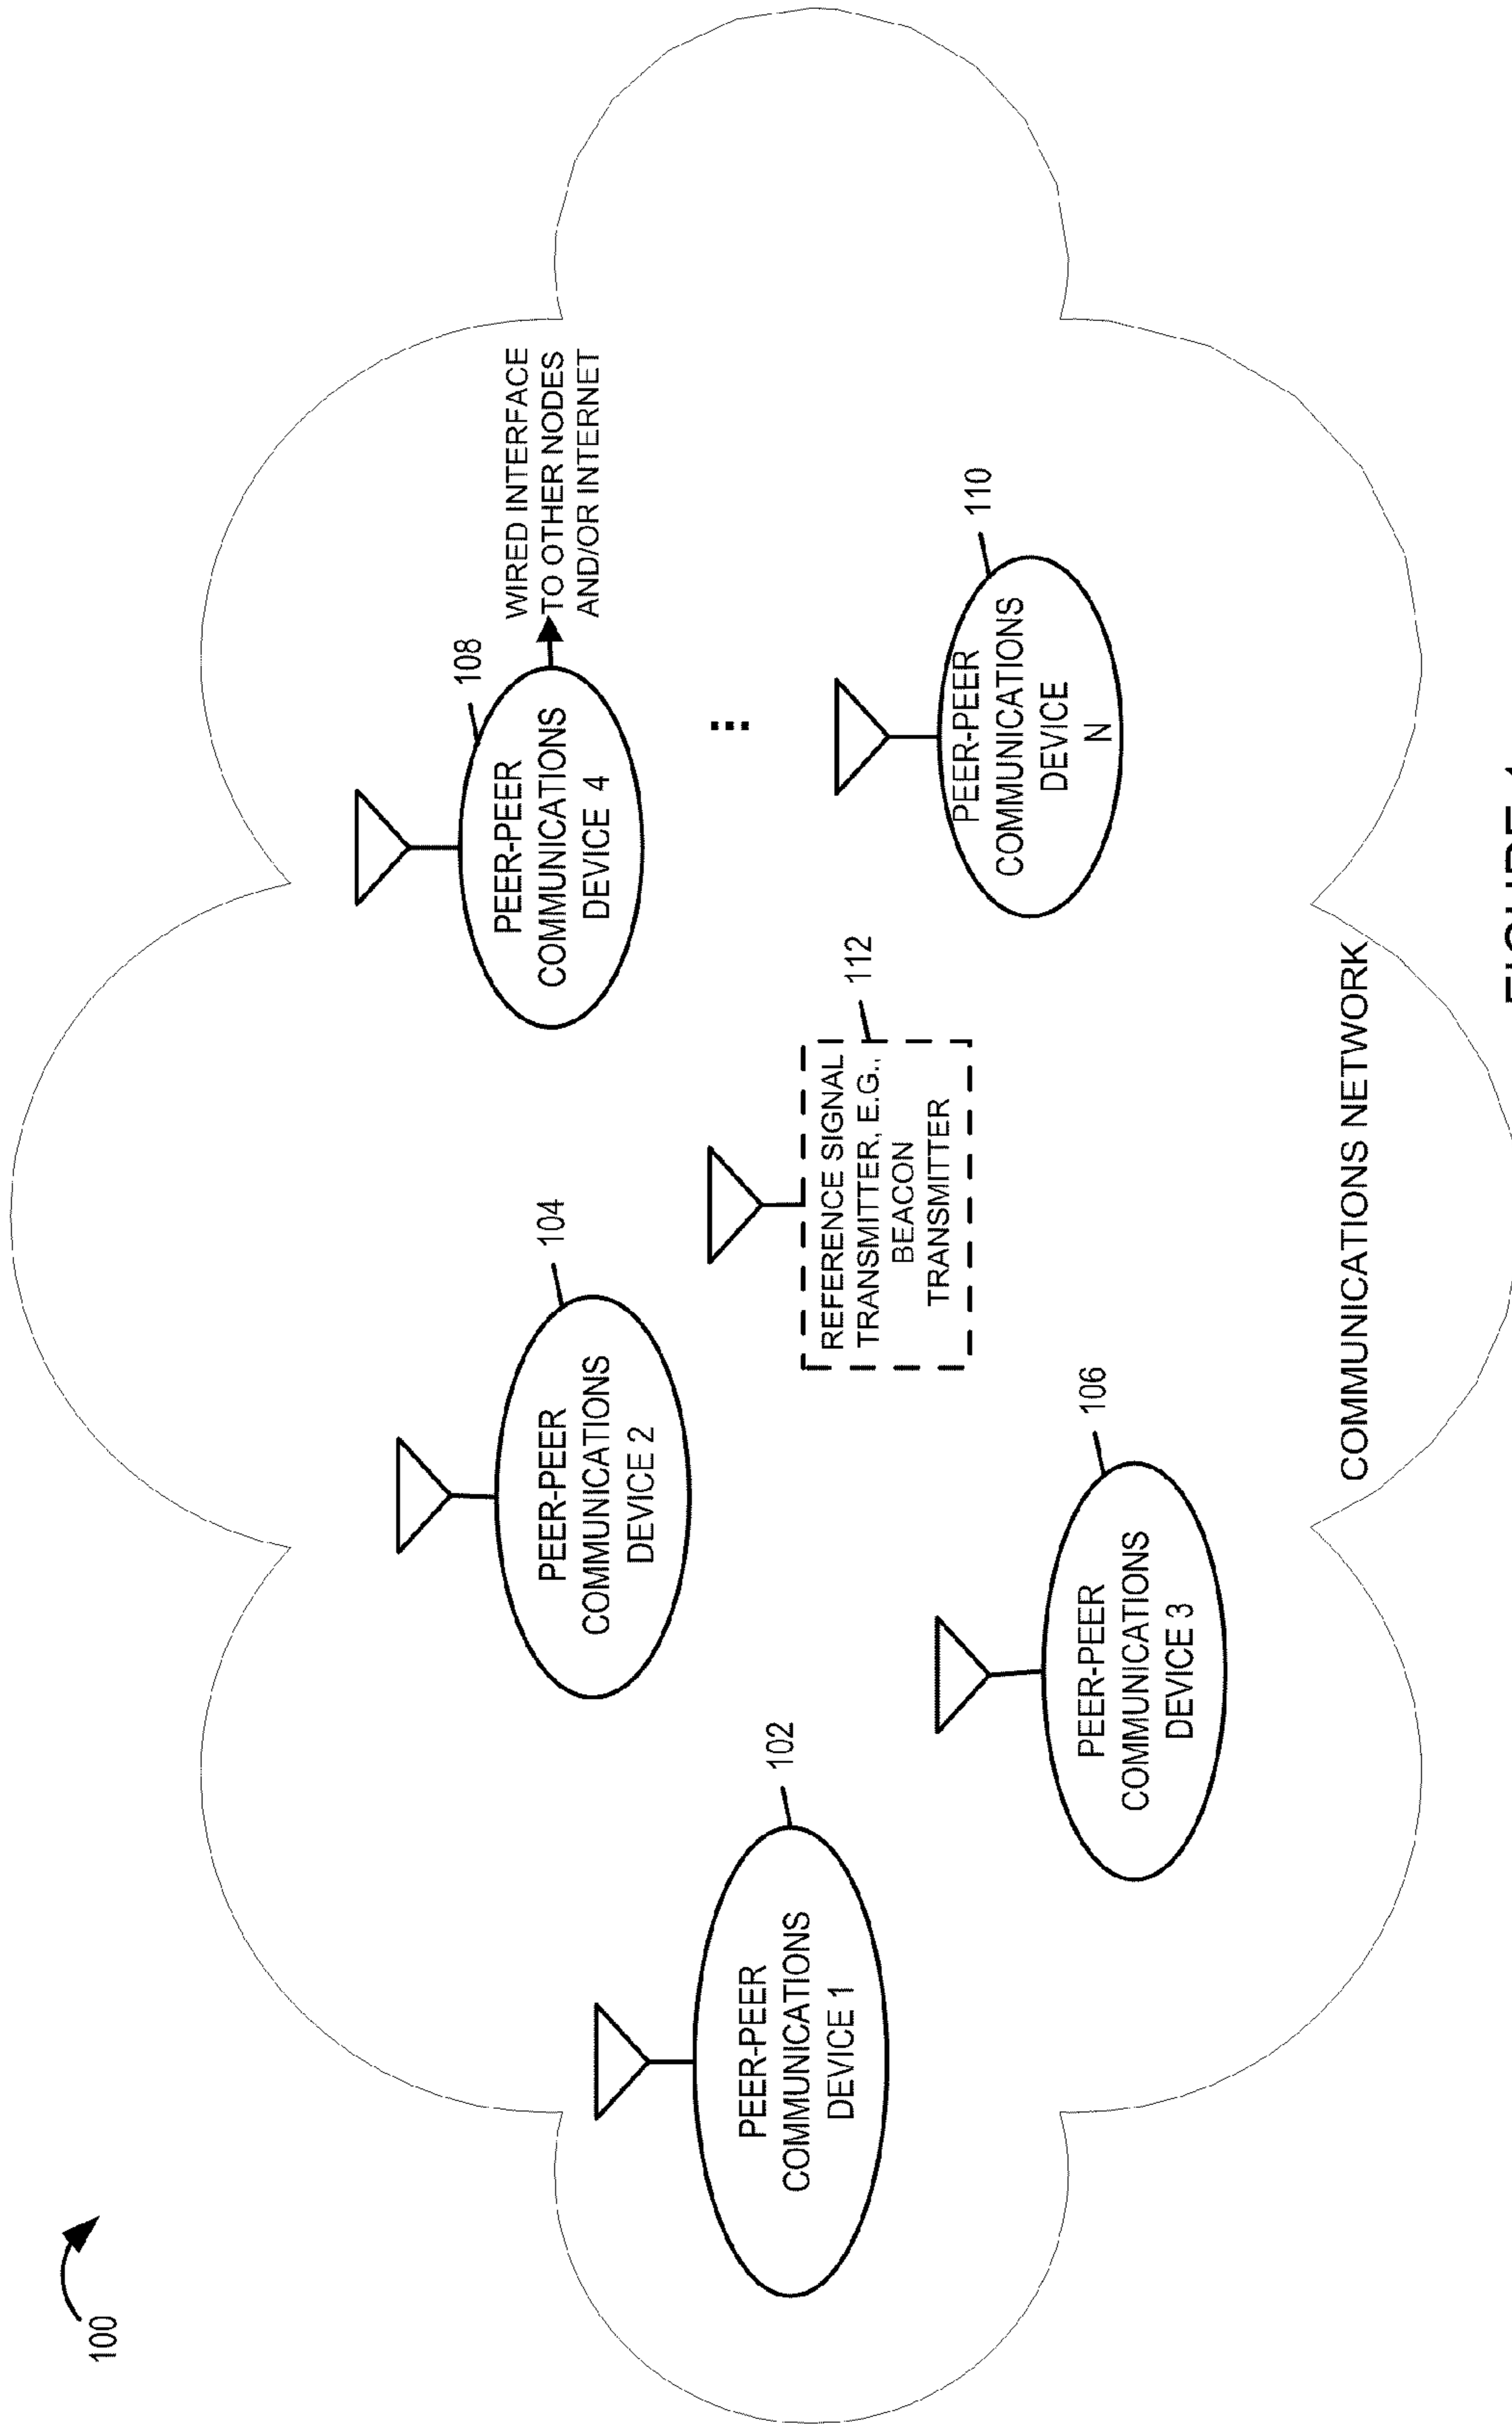 100
PEER-PEER
COMMUNICATIONS
DEVICE 1
102
PEER-PEER
COMMUNICATIONS
DEVICE 2
104
PEER-PEER
COMMUNICATIONS
DEVICE 3
106
REFERENCE SIGNAL
TRANSMITTER, E.G.,
BEACON
TRANSMITTER
112
PEER-PEER
COMMUNICATIONS
DEVICE 4
108
WIRED INTERFACE
TO OTHER NODES
AND/OR INTERNET
...
PEER-PEER
COMMUNICATIONS
DEVICE
N
110
COMMUNICATIONS NETWORK